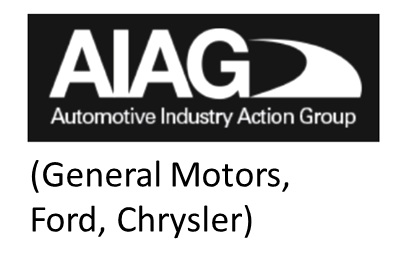 AIAG
Automotive Industry Action Group
(General Motors,
Ford, Chrysler)